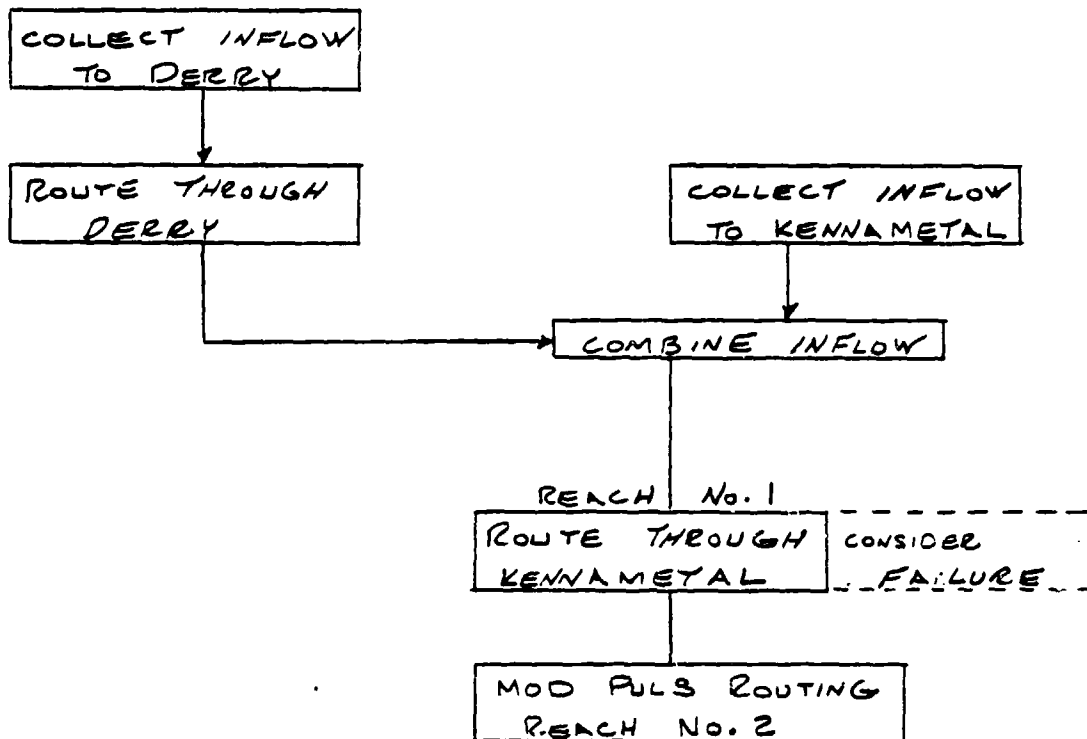 COLLECT INFLOW
TO DERRY
ROUTE THROUGH
DERRY
COLLECT INFLOW
TO KENNAMETAL
COMBINE INFLOW
REACH No. 1
ROUTE THROUGH
KENNAMETAL
CONSIDER
FAILURE
MOD PULS ROUTING
REACH No. 2